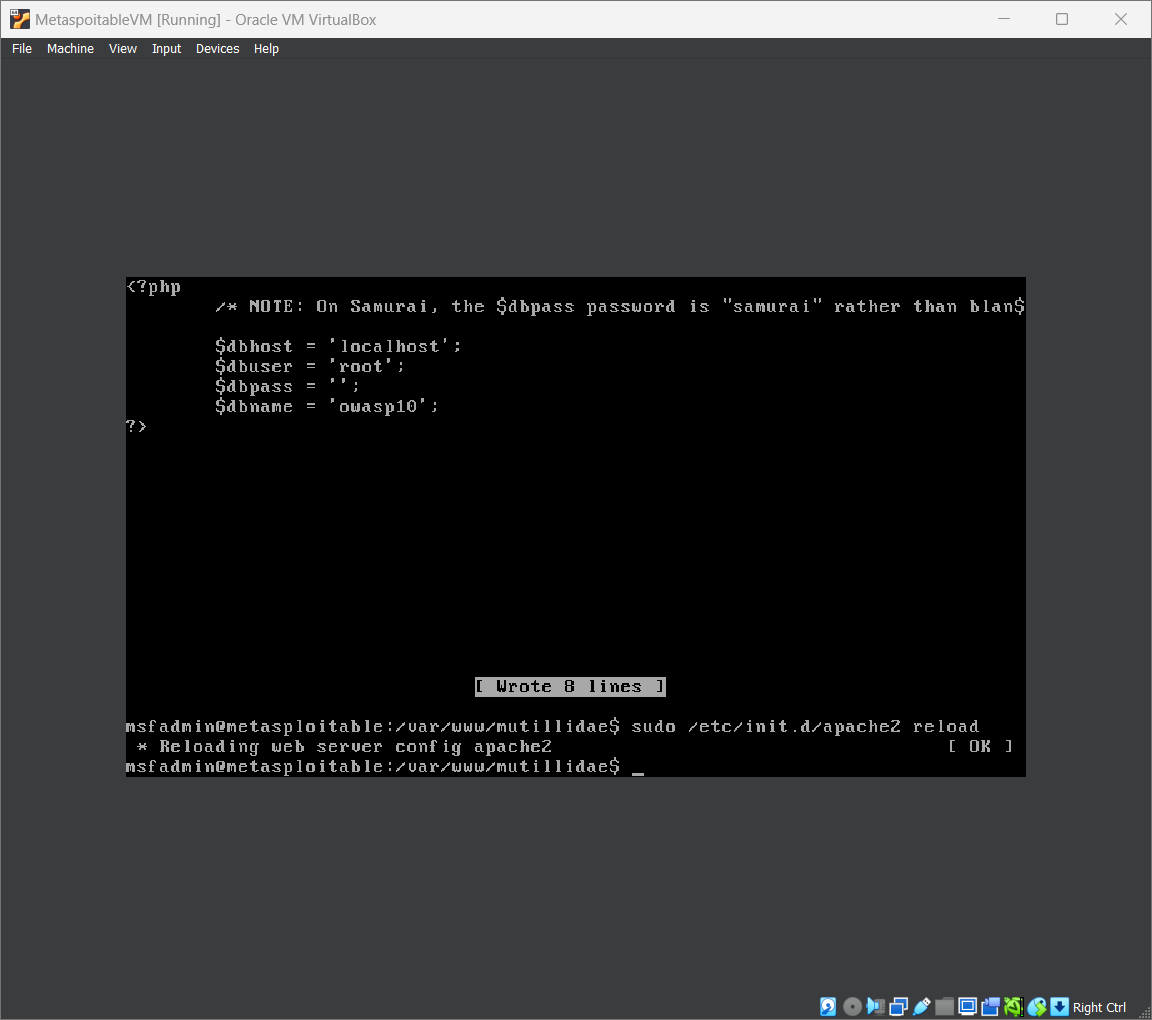 MetaspoitableVM [Running] - Oracle VM VirtualBox
File Machine View Input Devices Help
<?php
/* NOTE: On Samurai, the $dbpass password is "samurai" rather than blan$
$dbhost = 'localhost';
$dbuser = 'root';
$dbpass = '';
$dbname = 'owasp10';
?>
[ Wrote 8 lines ]
msfadmin@metasploitable:/var/www/mutillidae$ sudo /etc/init.d/apache2 reload
* Reloading web server config apache2 [ OK ]
msfadmin@metasploitable:/var/www/mutillidae$ _
Right Ctrl